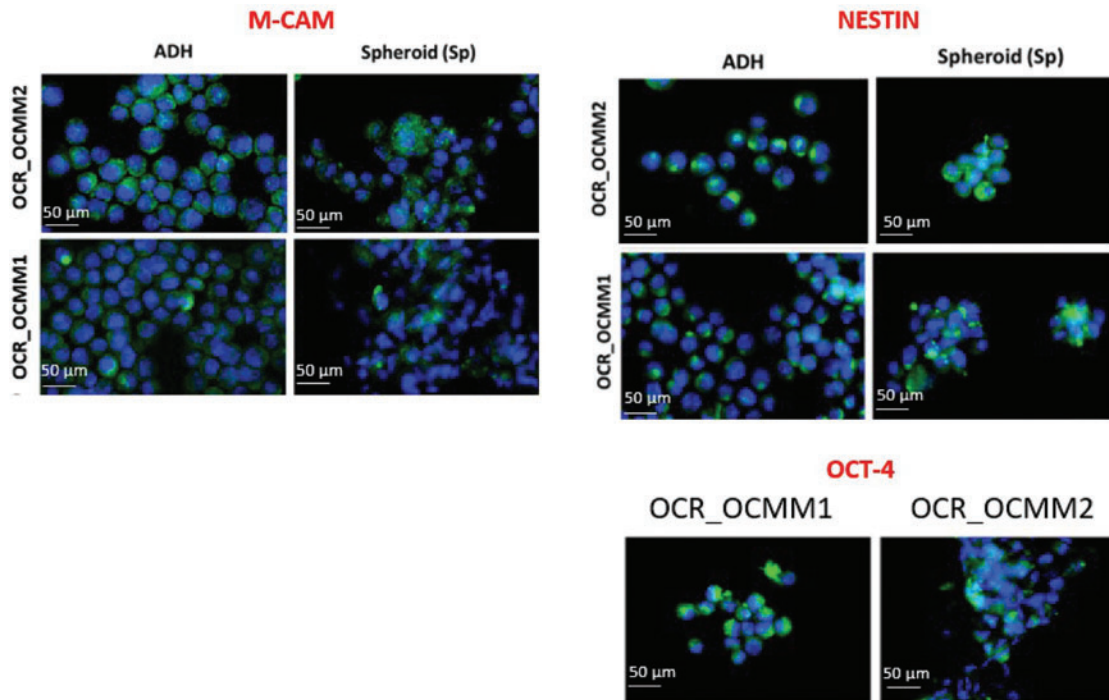 M-CAM
ADH Spheroid (Sp)
OCR_OCMM2
50 µm 50 µm
OCR_OCMM1
50 µm 50 µm
NESTIN
ADH Spheroid (Sp)
OCR_OCMM2
50 µm 50 µm
OCR_OCMM1
50 µm 50 µm
OCT-4
OCR_OCMM1 OCR_OCMM2
50 µm 50 µm